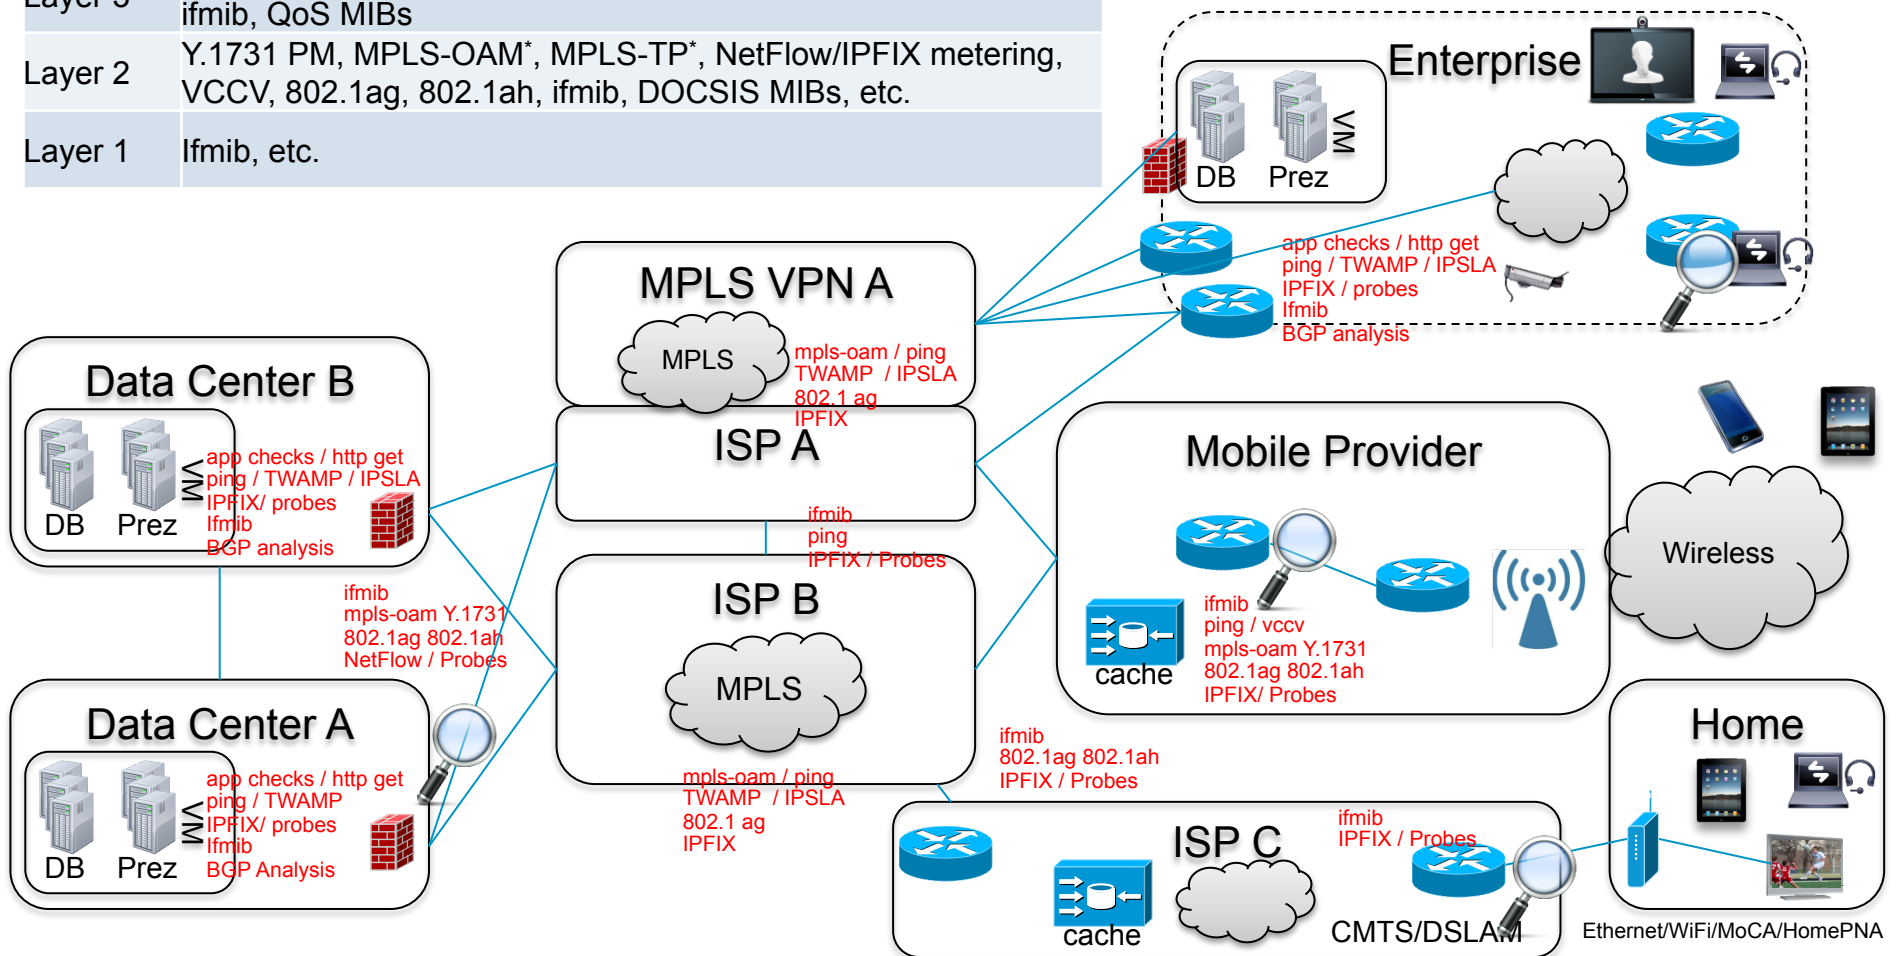 Layer 3
ifmib, QoS MIBs
Layer 2
Y.1731 PM, MPLS-OAM*, MPLS-TP*, NetFlow/IPFIX metering,
VCCV, 802.1ag, 802.1ah, ifmib, DOCSIS MIBs, etc.
Layer 1
Ifmib, etc.
Enterprise
DB
Prez
VM
app checks / http get
ping / TWAMP / IPSLA
IPFIX / probes
Ifmib
BGP analysis
MPLS VPN A
MPLS
mpls-oam / ping
TWAMP / IPSLA
802.1 ag
IPFIX
ISP A
Data Center B
DB
Prez
VM
app checks / http get
ping / TWAMP / IPSLA
IPFIX/ probes
Ifmib
BGP analysis
ifmib
ping
IPFIX / Probes
ifmib
mpls-oam Y.1731
802.1ag 802.1ah
NetFlow / Probes
ISP B
MPLS
mpls-oam / ping
TWAMP / IPSLA
802.1 ag
IPFIX
Data Center A
DB
Prez
VM
app checks / http get
ping / TWAMP
IPFIX/ probes
Ifmib
BGP Analysis
Mobile Provider
cache
ifmib
ping / vccv
mpls-oam Y.1731
802.1ag 802.1ah
IPFIX/ Probes
Wireless
ifmib
802.1ag 802.1ah
IPFIX / Probes
ISP C
cache
ifmib
IPFIX / Probes
CMTS/DSLAM
Home
Ethernet/WiFi/MoCA/HomePNA